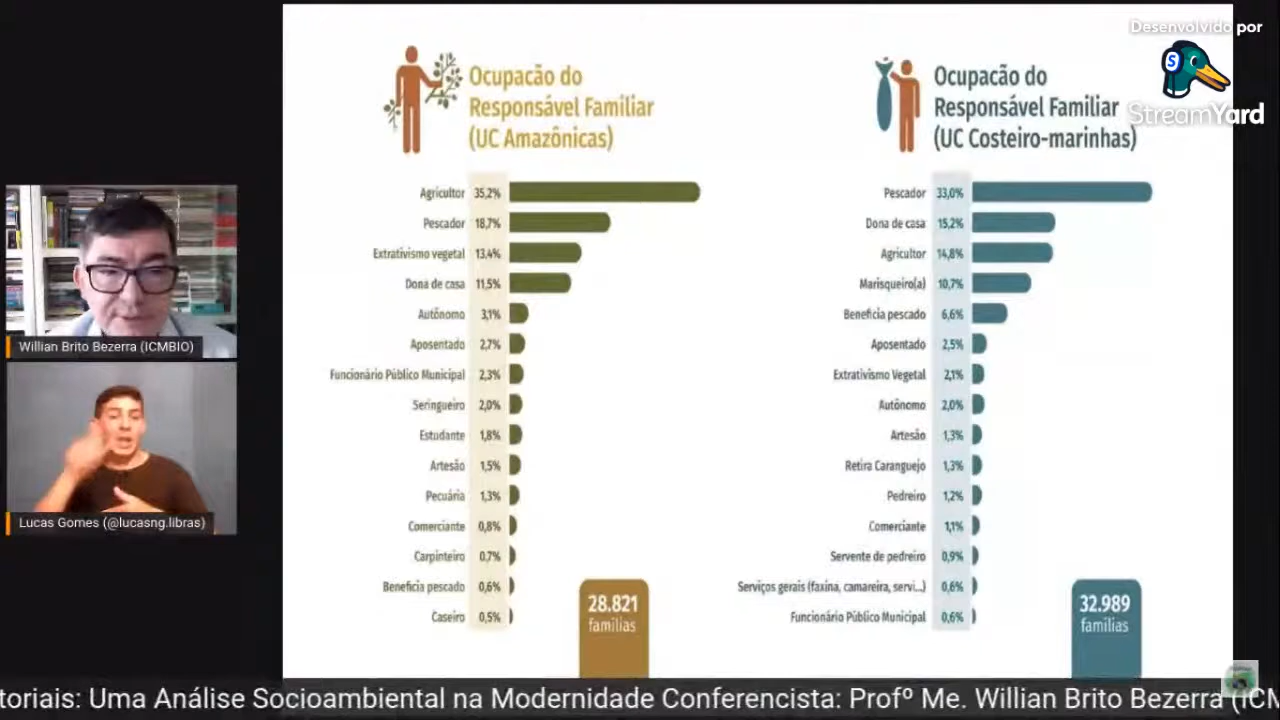 Desenvolvido por
StreamYard
Ocupacão do
Responsável Familiar
(UC Amazônicas)
Agricultor 35,2%
Pescador 18,7%
Extrativismo vegetal 13,4%
Dona de casa 11,5%
Autônomo 3,1%
Aposentado 2,7%
Funcionário Público Municipal 2,3%
Seringueiro 2,0%
Estudante 1,8%
Artesão 1,5%
Pecuária 1,3%
Comerciante 0,8%
Carpinteiro 0,7%
Beneficia pescado 0,6%
Caseiro 0,5%
28.821
famílias
Ocupacão do
Responsável Familiar
(UC Costeiro-marinhas)
Pescador 33,0%
Dona de casa 15,2%
Agricultor 14,8%
Marisqueiro(a) 10,7%
Beneficia pescado 6,6%
Aposentado 2,5%
Extrativismo Vegetal 2,1%
Autônomo 2,0%
Artesão 1,3%
Retira Caranguejo 1,3%
Pedreiro 1,2%
Comerciante 1,1%
Servente de pedreiro 0,9%
Serviços gerais (faxina, camareira, servi...) 0,6%
Funcionário Público Municipal 0,6%
32.989
famílias
Willian Brito Bezerra (ICMBIO)
Lucas Gomes (@lucasng.libras)
toriais: Uma Análise Socioambiental na Modernidade Conferencista: Profº Me. Willian Brito Bezerra (ICM